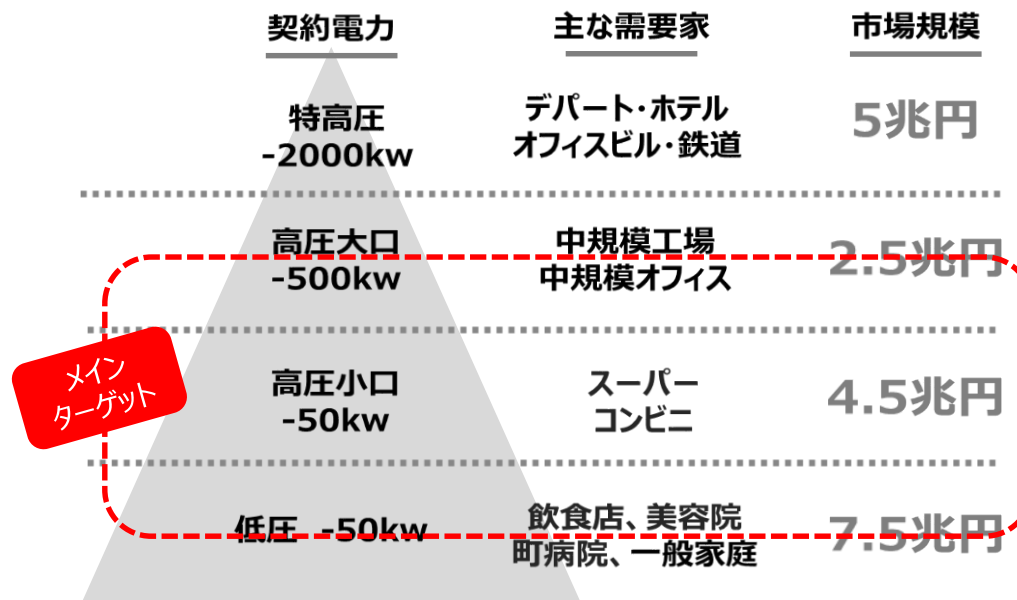 契約電力 主な需要家 市場規模
特高圧
-2000kw
デパート・ホテル
オフィスビル・鉄道
5兆円
高圧大口
-500kw
中規模工場
中規模オフィス
2.5兆円
メイン
ターゲット
高圧小口
-50kw
スーパー
コンビニ
4.5兆円
低圧 -50kw
飲食店、美容院
町病院、一般家庭
7.5兆円